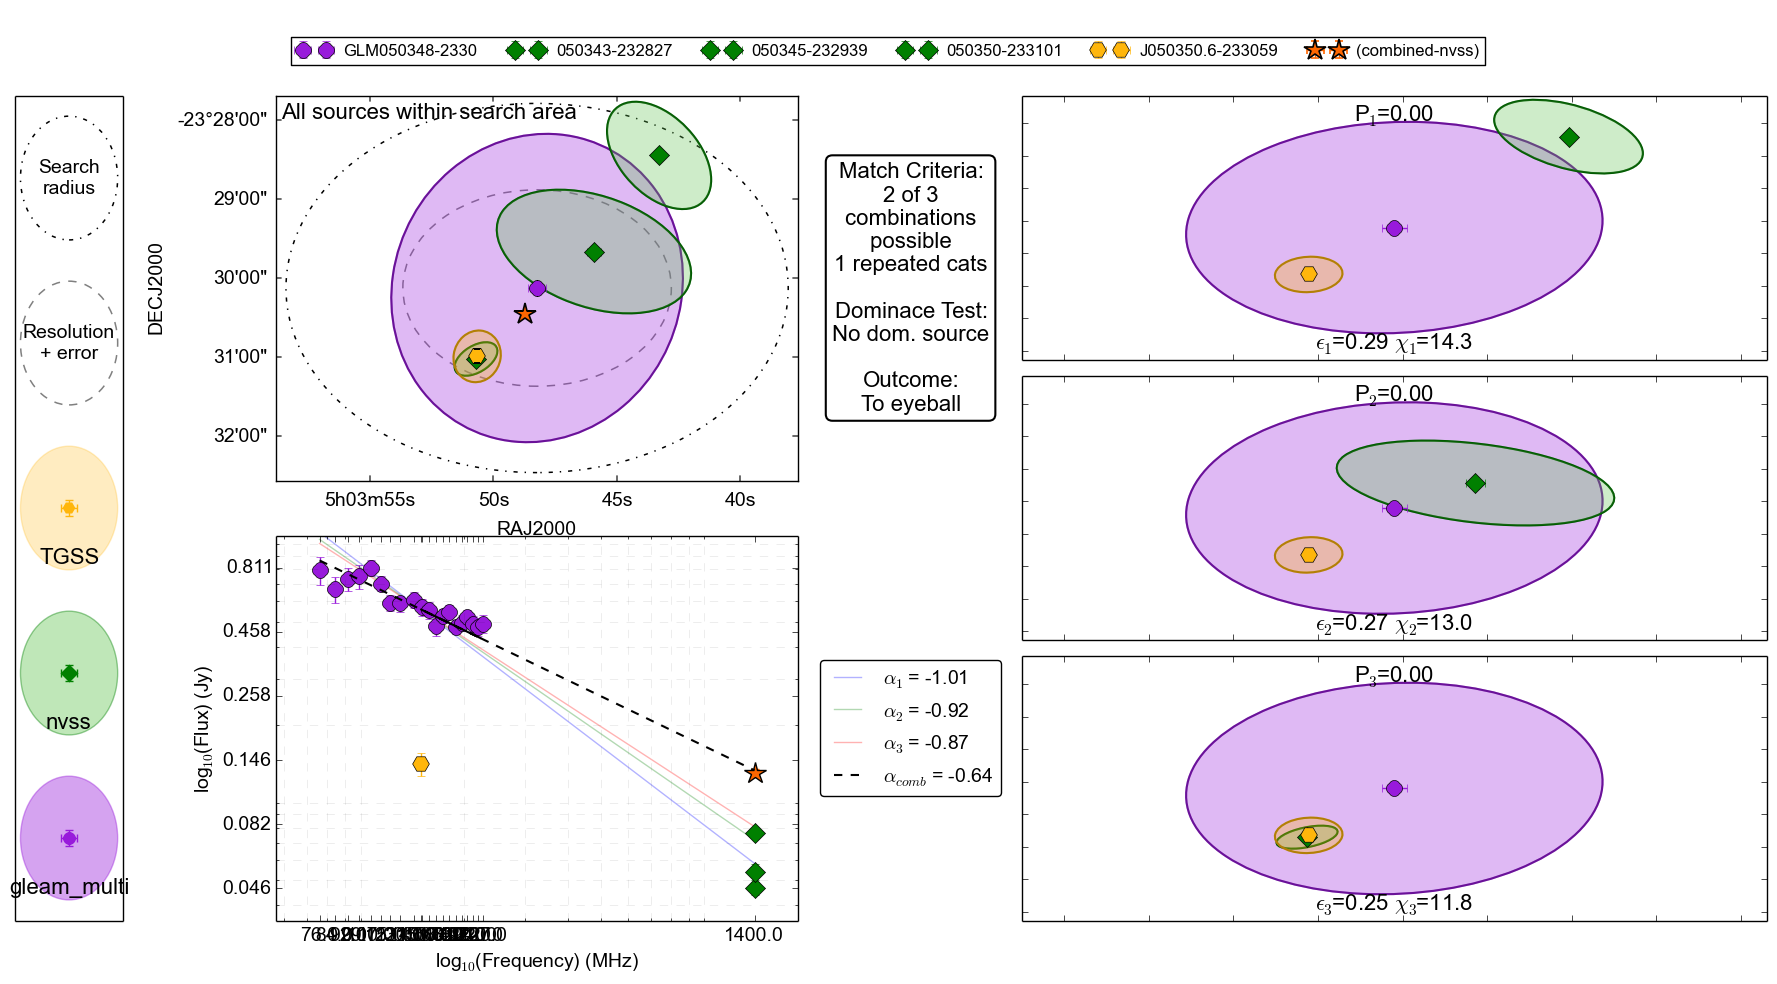 GLM050348-2330 050343-232827 050345-232939 050350-233101 J050350.6-233059 (combined-nvss)
Search
radius
Resolution
+ error
TGSS
nvss
gleam_multi
All sources within search area
DECJ2000
-23°28'00"
29'00"
30'00"
31'00"
32'00"
5h03m55s 50s 45s 40s
RAJ2000
Match Criteria:
2 of 3
combinations
possible
1 repeated cats
Dominace Test:
No dom. source
Outcome:
To eyeball
log10(Flux) (Jy)
0.811
0.458
0.258
0.146
0.082
0.046
1400.0
log10(Frequency) (MHz)
α1 = -1.01
α2 = -0.92
α3 = -0.87
αcomb = -0.64
P1=0.00
ϵ1=0.29 χ1=14.3
P2=0.00
ϵ2=0.27 χ2=13.0
P3=0.00
ϵ3=0.25 χ3=11.8